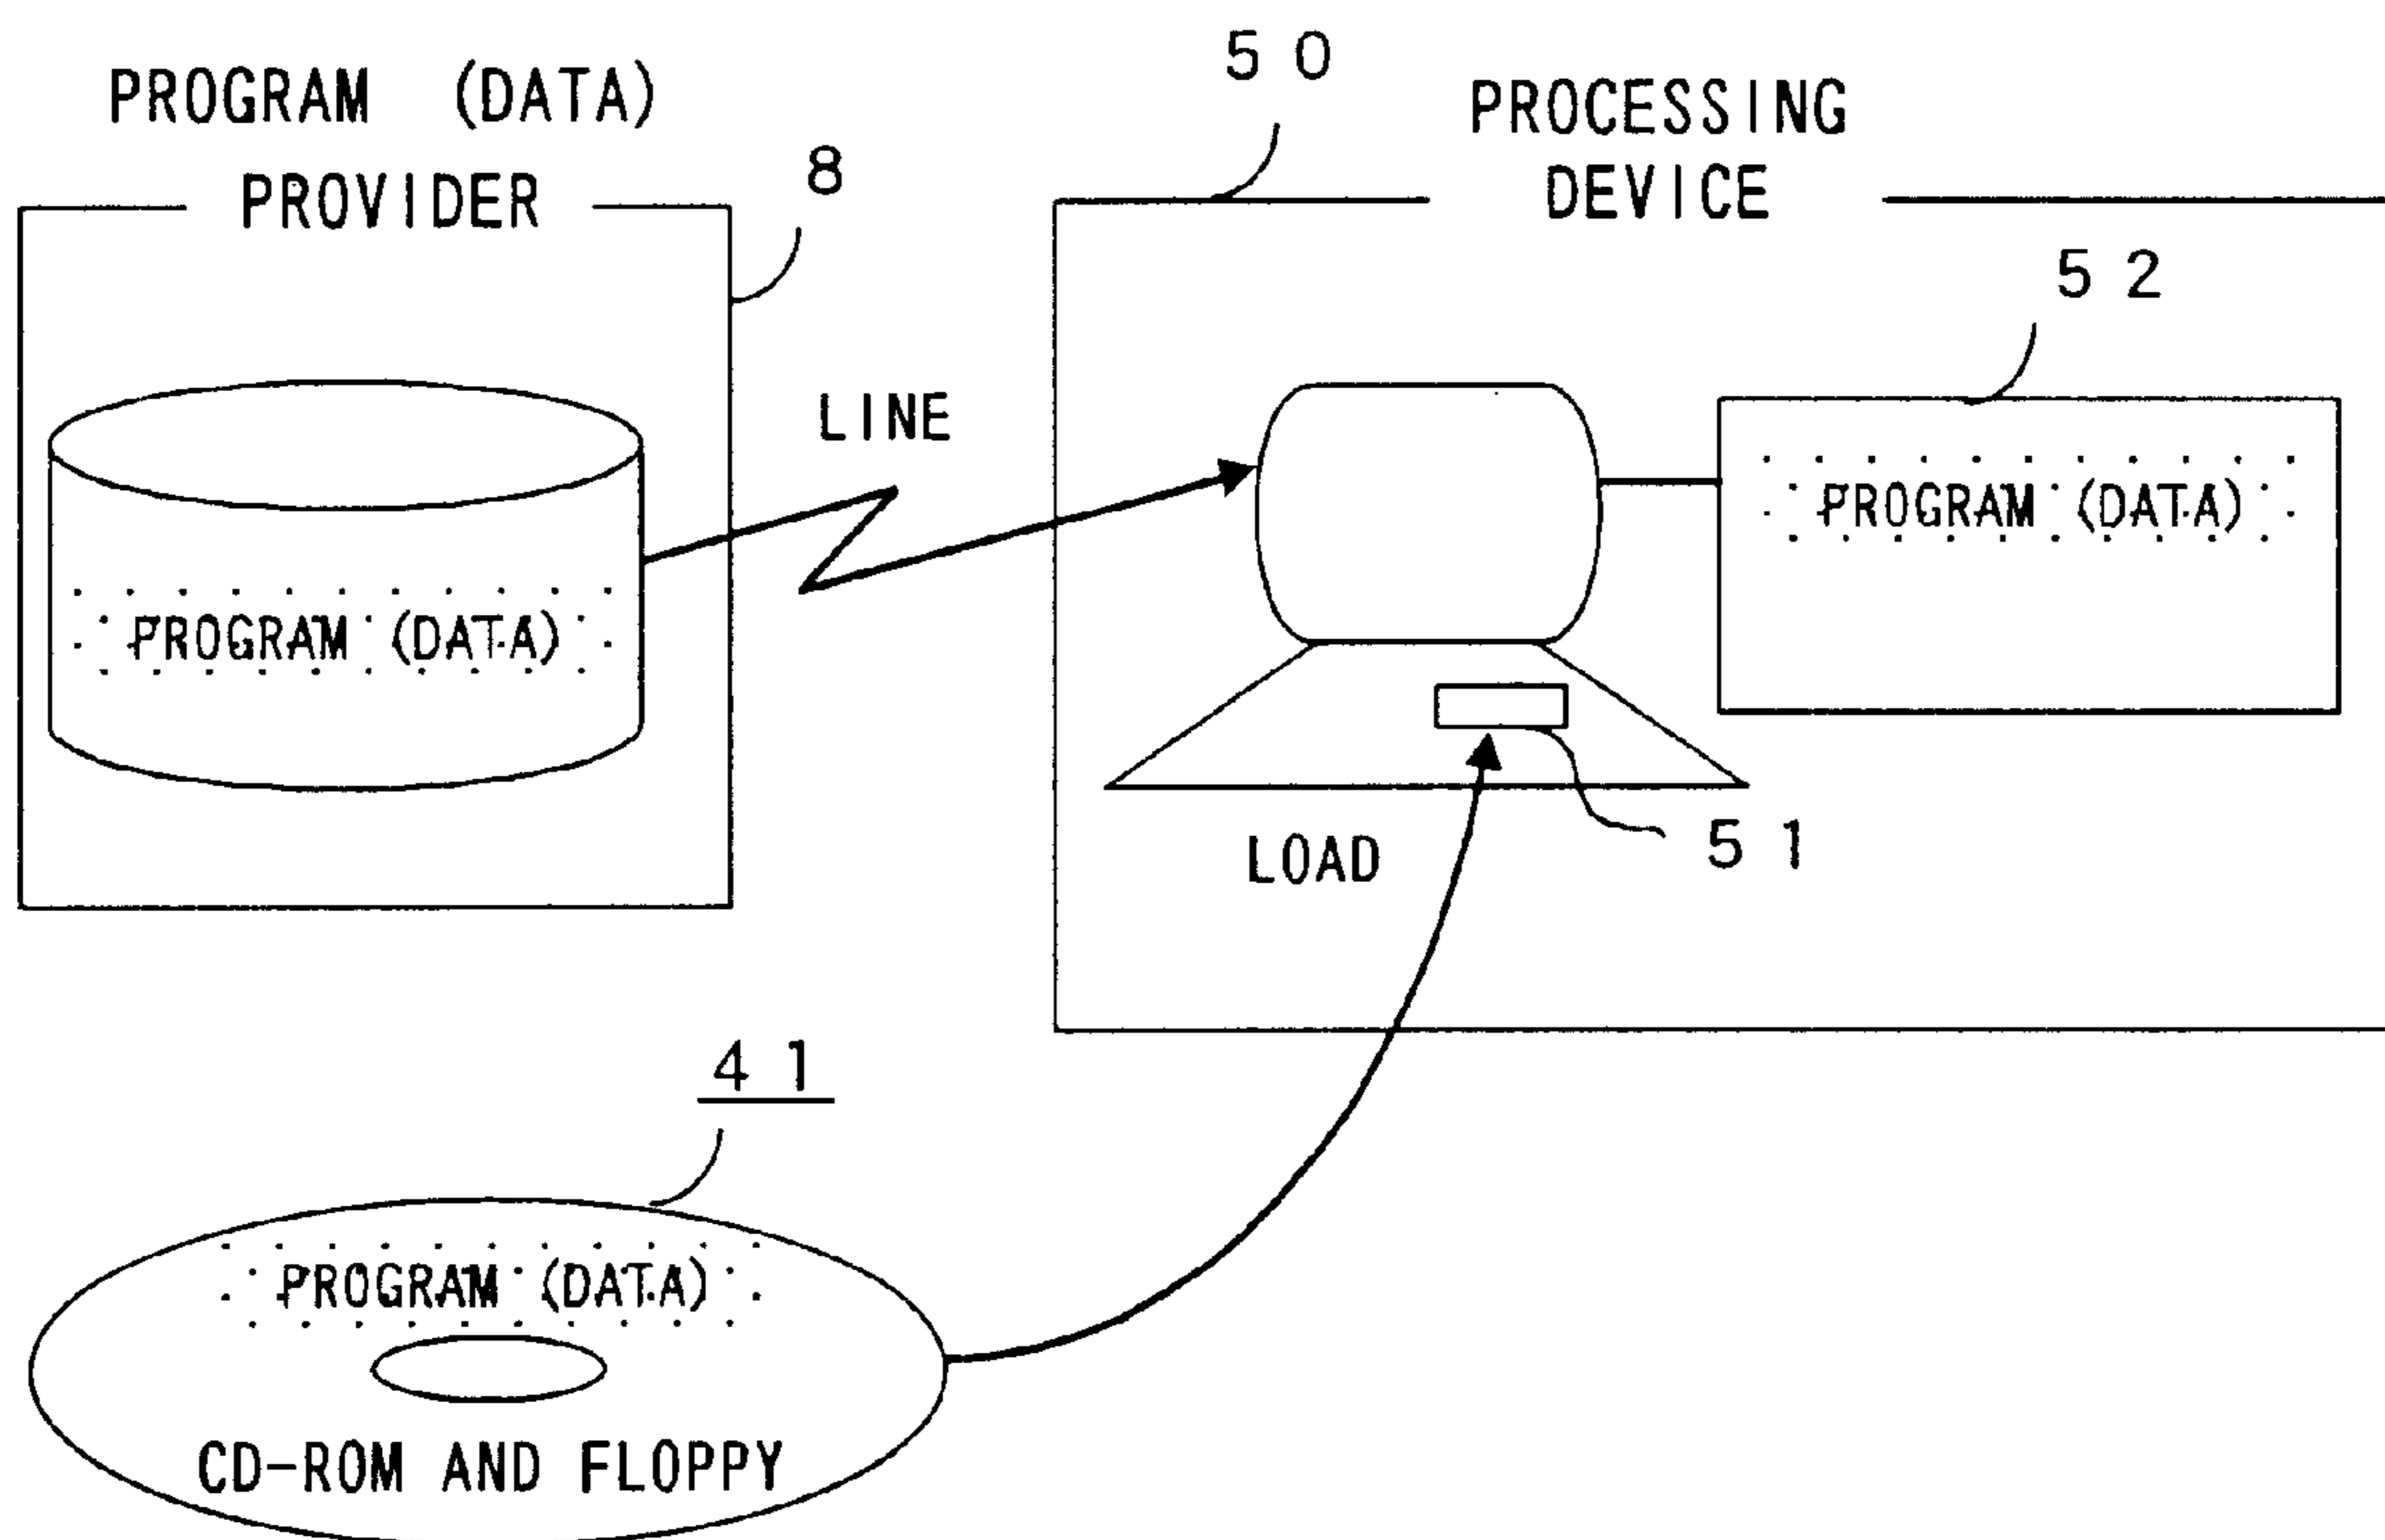 PROGRAM (DATA)
PROVIDER
8
PROGRAM (DATA)
LINE
50
PROCESSING
DEVICE
52
PROGRAM (DATA)
51
LOAD
41
PROGRAM (DATA)
CD-ROM AND FLOPPY